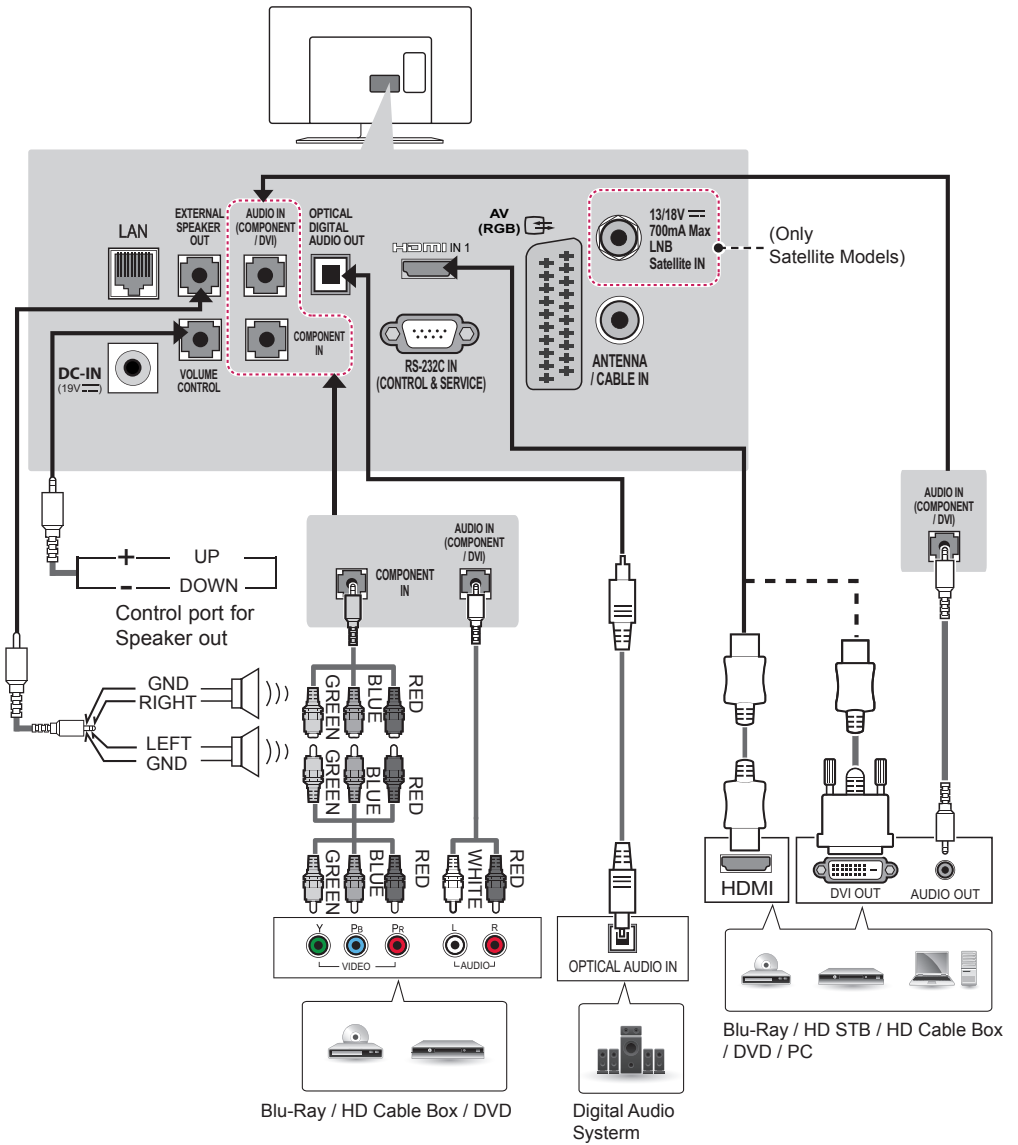 LAN
EXTERNAL
SPEAKER
OUT
AUDIO IN
(COMPONENT
/ DVI)
OPTICAL
DIGITAL
AUDIO OUT
HDMI IN 1
AV
(RGB)
13/18V
700mA Max
LNB
Satellite IN
(Only
Satellite Models)
DC-IN
(19V)
VOLUME
CONTROL
COMPONENT
IN
RS-232C IN
(CONTROL & SERVICE)
ANTENNA
/ CABLE IN
AUDIO IN
(COMPONENT
/ DVI)
+ UP
- DOWN
Control port for
Speaker out
COMPONENT
IN
AUDIO IN
(COMPONENT
/ DVI)
GND
RIGHT
LEFT
GND
GREEN
BLUE
RED
GREEN
BLUE
RED
GREEN
BLUE
RED
WHITE
RED
Y PB PR
VIDEO
L R
AUDIO
OPTICAL AUDIO IN
HDMI
DVI OUT
AUDIO OUT
Blu-Ray / HD Cable Box / DVD
Digital Audio
Systerm
Blu-Ray / HD STB / HD Cable Box
/ DVD / PC